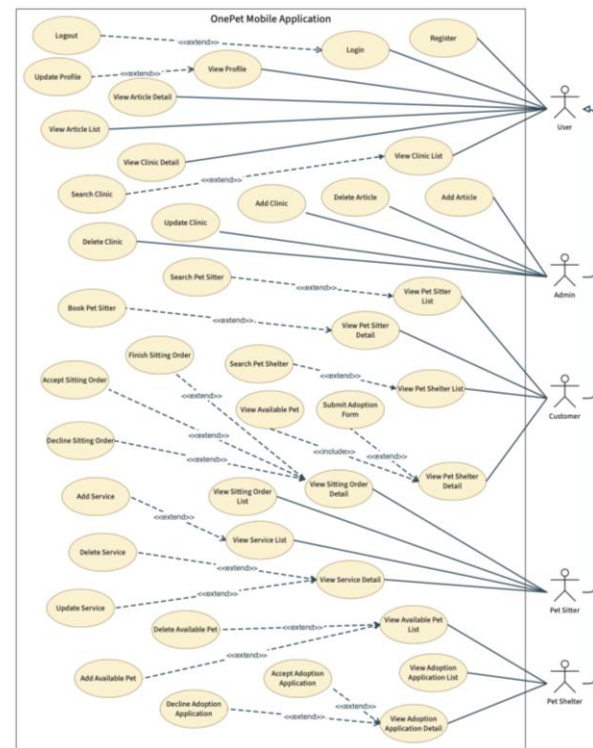 OnePet Mobile Application
Logout
<<extend>>
Login
Register
Update Profile
<<extend>>
View Profile
View Article Detail
View Article List
View Clinic Detail
View Clinic List
Search Clinic
<<extend>>
User
Add Clinic
Delete Article
Add Article
Update Clinic
Delete Clinic
Admin
Search Pet Sitter
<<extend>>
View Pet Sitter
List
Book Pet Sitter
<<extend>>
View Pet Sitter
Detail
Finish Sitting Order
Search Pet Shelter
<<extend>>
View Pet Shelter List
Accept Sitting Order
<<extend>>
View Available Pet
Submit Adoption
Form
Customer
Decline Sitting Order
<<extend>>
<<extend>>
<<include>>
<<extend>>
View Pet Shelter
Detail
View Sitting Order
List
View Sitting Order
Detail
Add Service
<<extend>>
View Service List
Delete Service
<<extend>>
View Service Detail
Update Service
<<extend>>
Pet Sitter
Delete Available Pet
<<extend>>
View Available Pet
List
Add Available Pet
<<extend>>
Accept Adoption
Application
View Adoption
Application List
Pet Shelter
Decline Adoption
Application
<<extend>>
<<extend>>
View Adoption
Application Detail